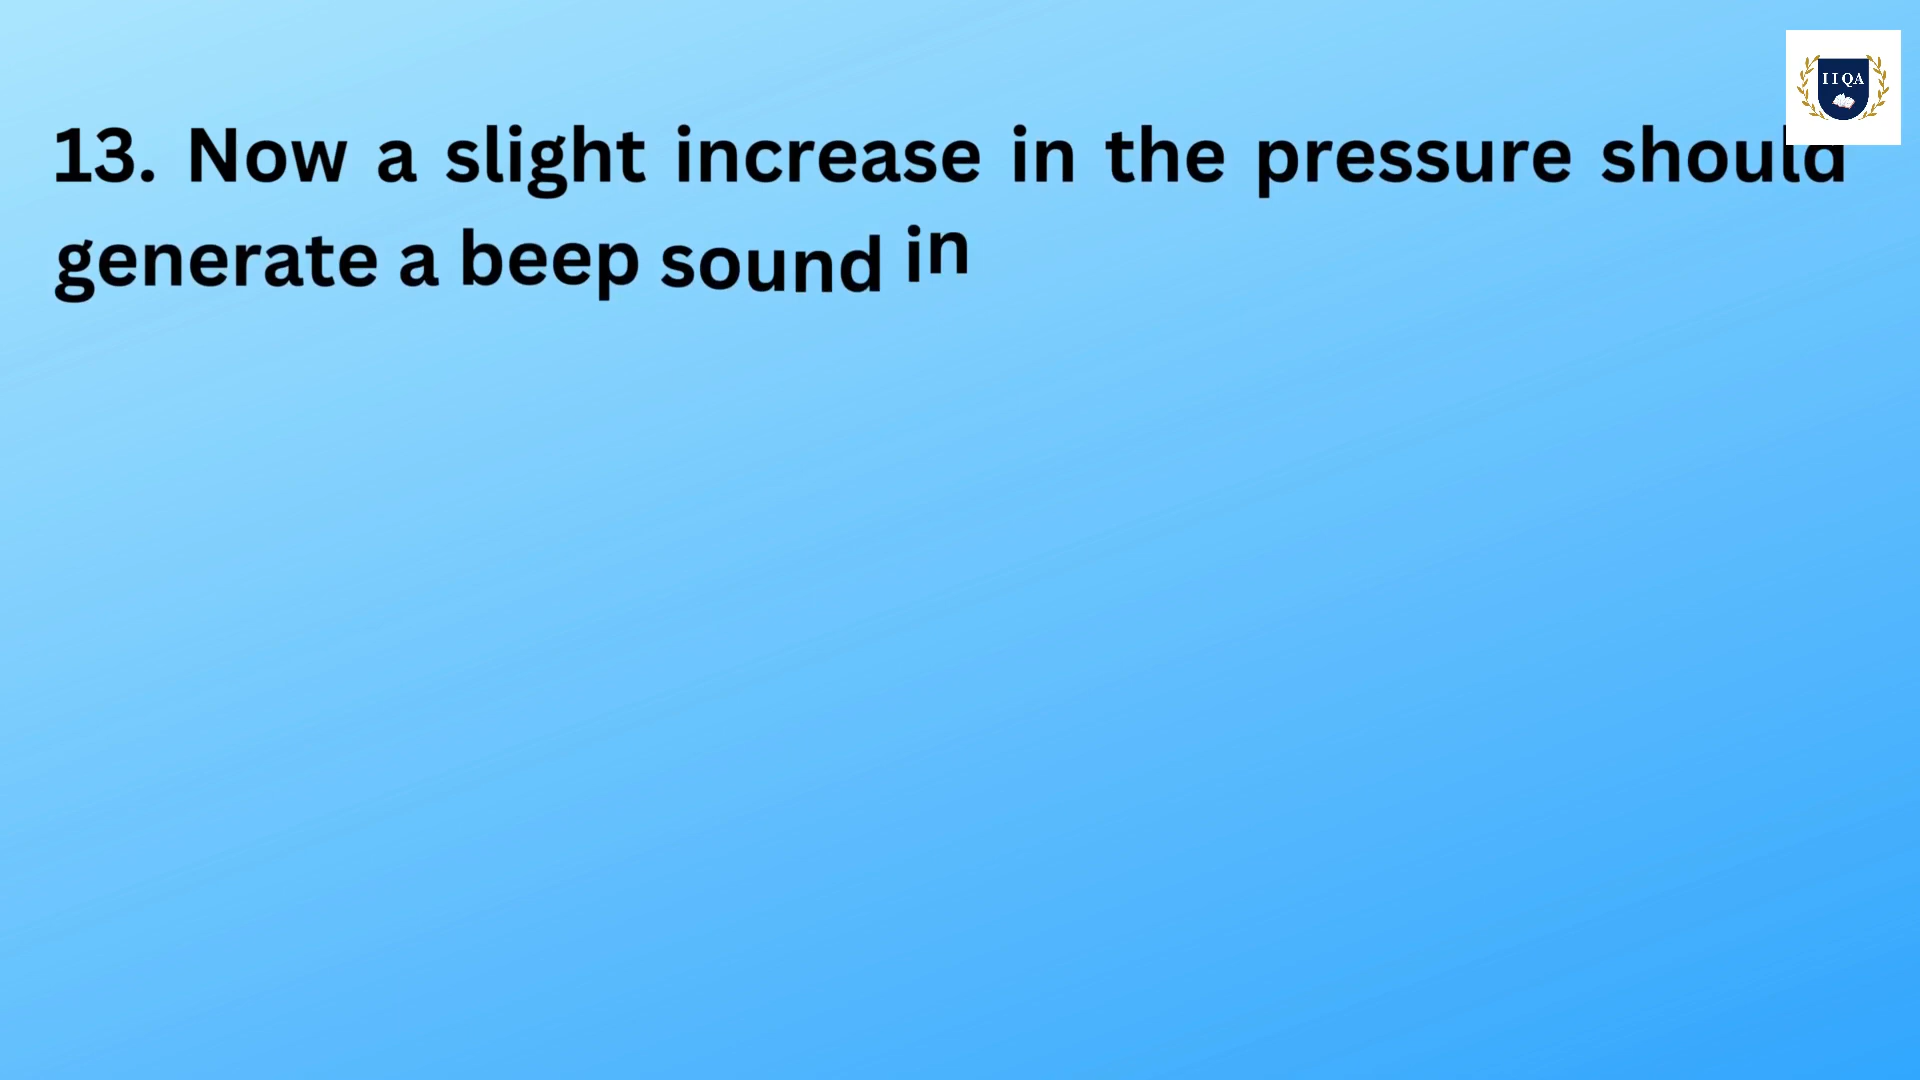 IIQA
13. Now a slight increase in the pressure should
generate a beep sound in